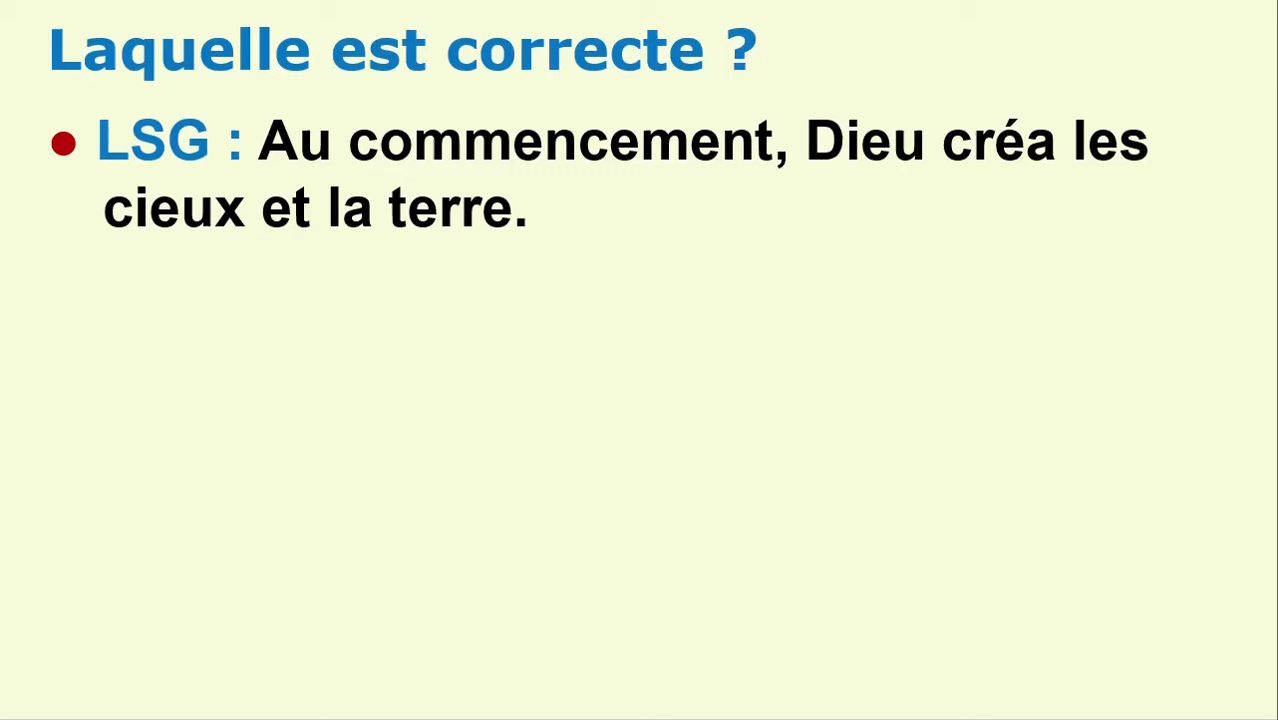 Laquelle est correcte ?
● LSG : Au commencement, Dieu créa les
cieux et la terre.